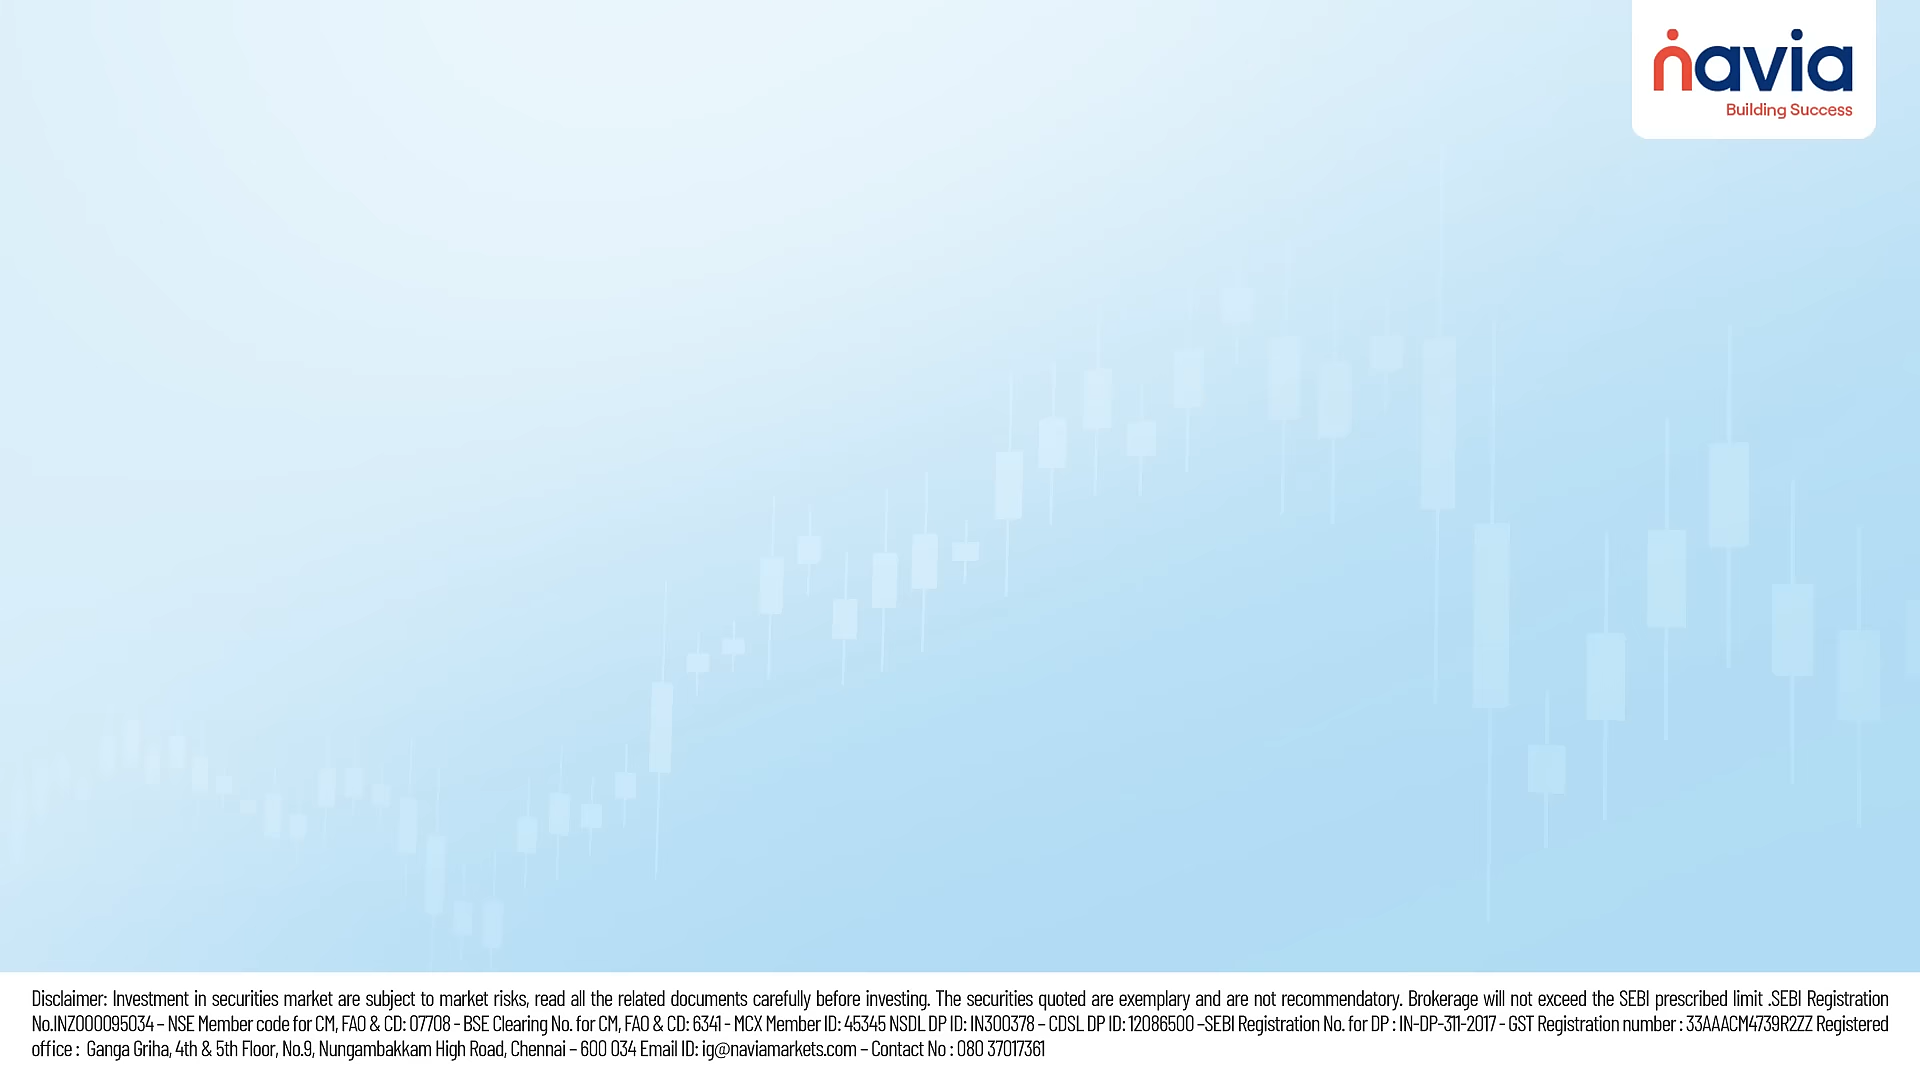 navia
Building Success
Disclaimer: Investment in securities market are subject to market risks, read all the related documents carefully before investing. The securities quoted are exemplary and are not recommendatory. Brokerage will not exceed the SEBI prescribed limit .SEBI Registration
No.INZ000095034 – NSE Member code for CM, FAO & CD: 07708 - BSE Clearing No. for CM, FAO & CD: 6341 - MCX Member ID: 45345 NSDL DP ID: IN300378 – CDSL DP ID: 12086500 –SEBI Registration No. for DP : IN-DP-311-2017 - GST Registration number : 33AAACM4739R2ZZ Registered
office : Ganga Griha, 4th & 5th Floor, No.9, Nungambakkam High Road, Chennai – 600 034 Email ID: ig@naviamarkets.com – Contact No : 080 37017361